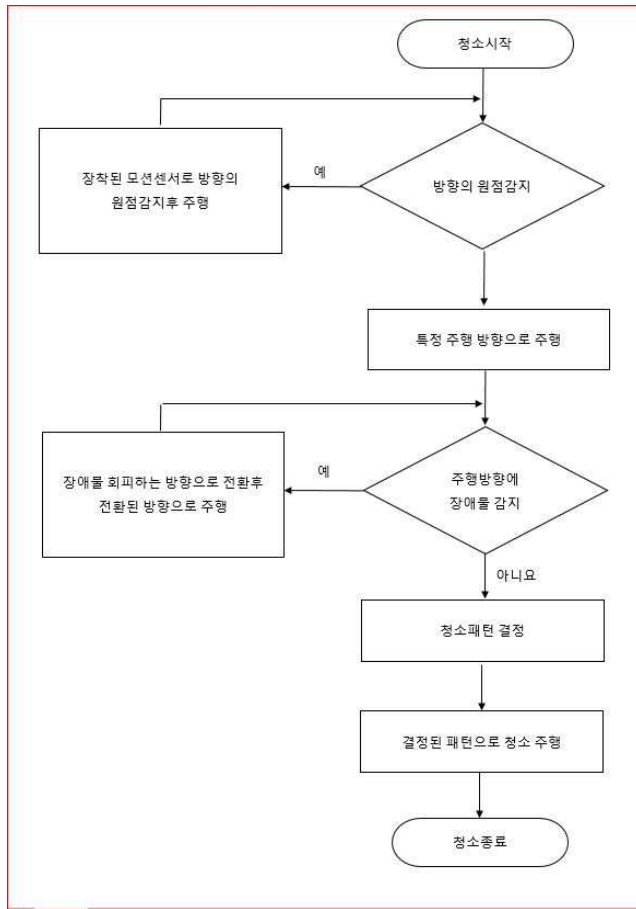 청소시작
방향의 원점감지
예
장착된 모션센서로 방향의
원점감지후 주행
특정 주행 방향으로 주행
주행방향에
장애물 감지
예
장애물 회피하는 방향으로 전환후
전환된 방향으로 주행
아니요
청소패턴 결정
결정된 패턴으로 청소 주행
청소종료